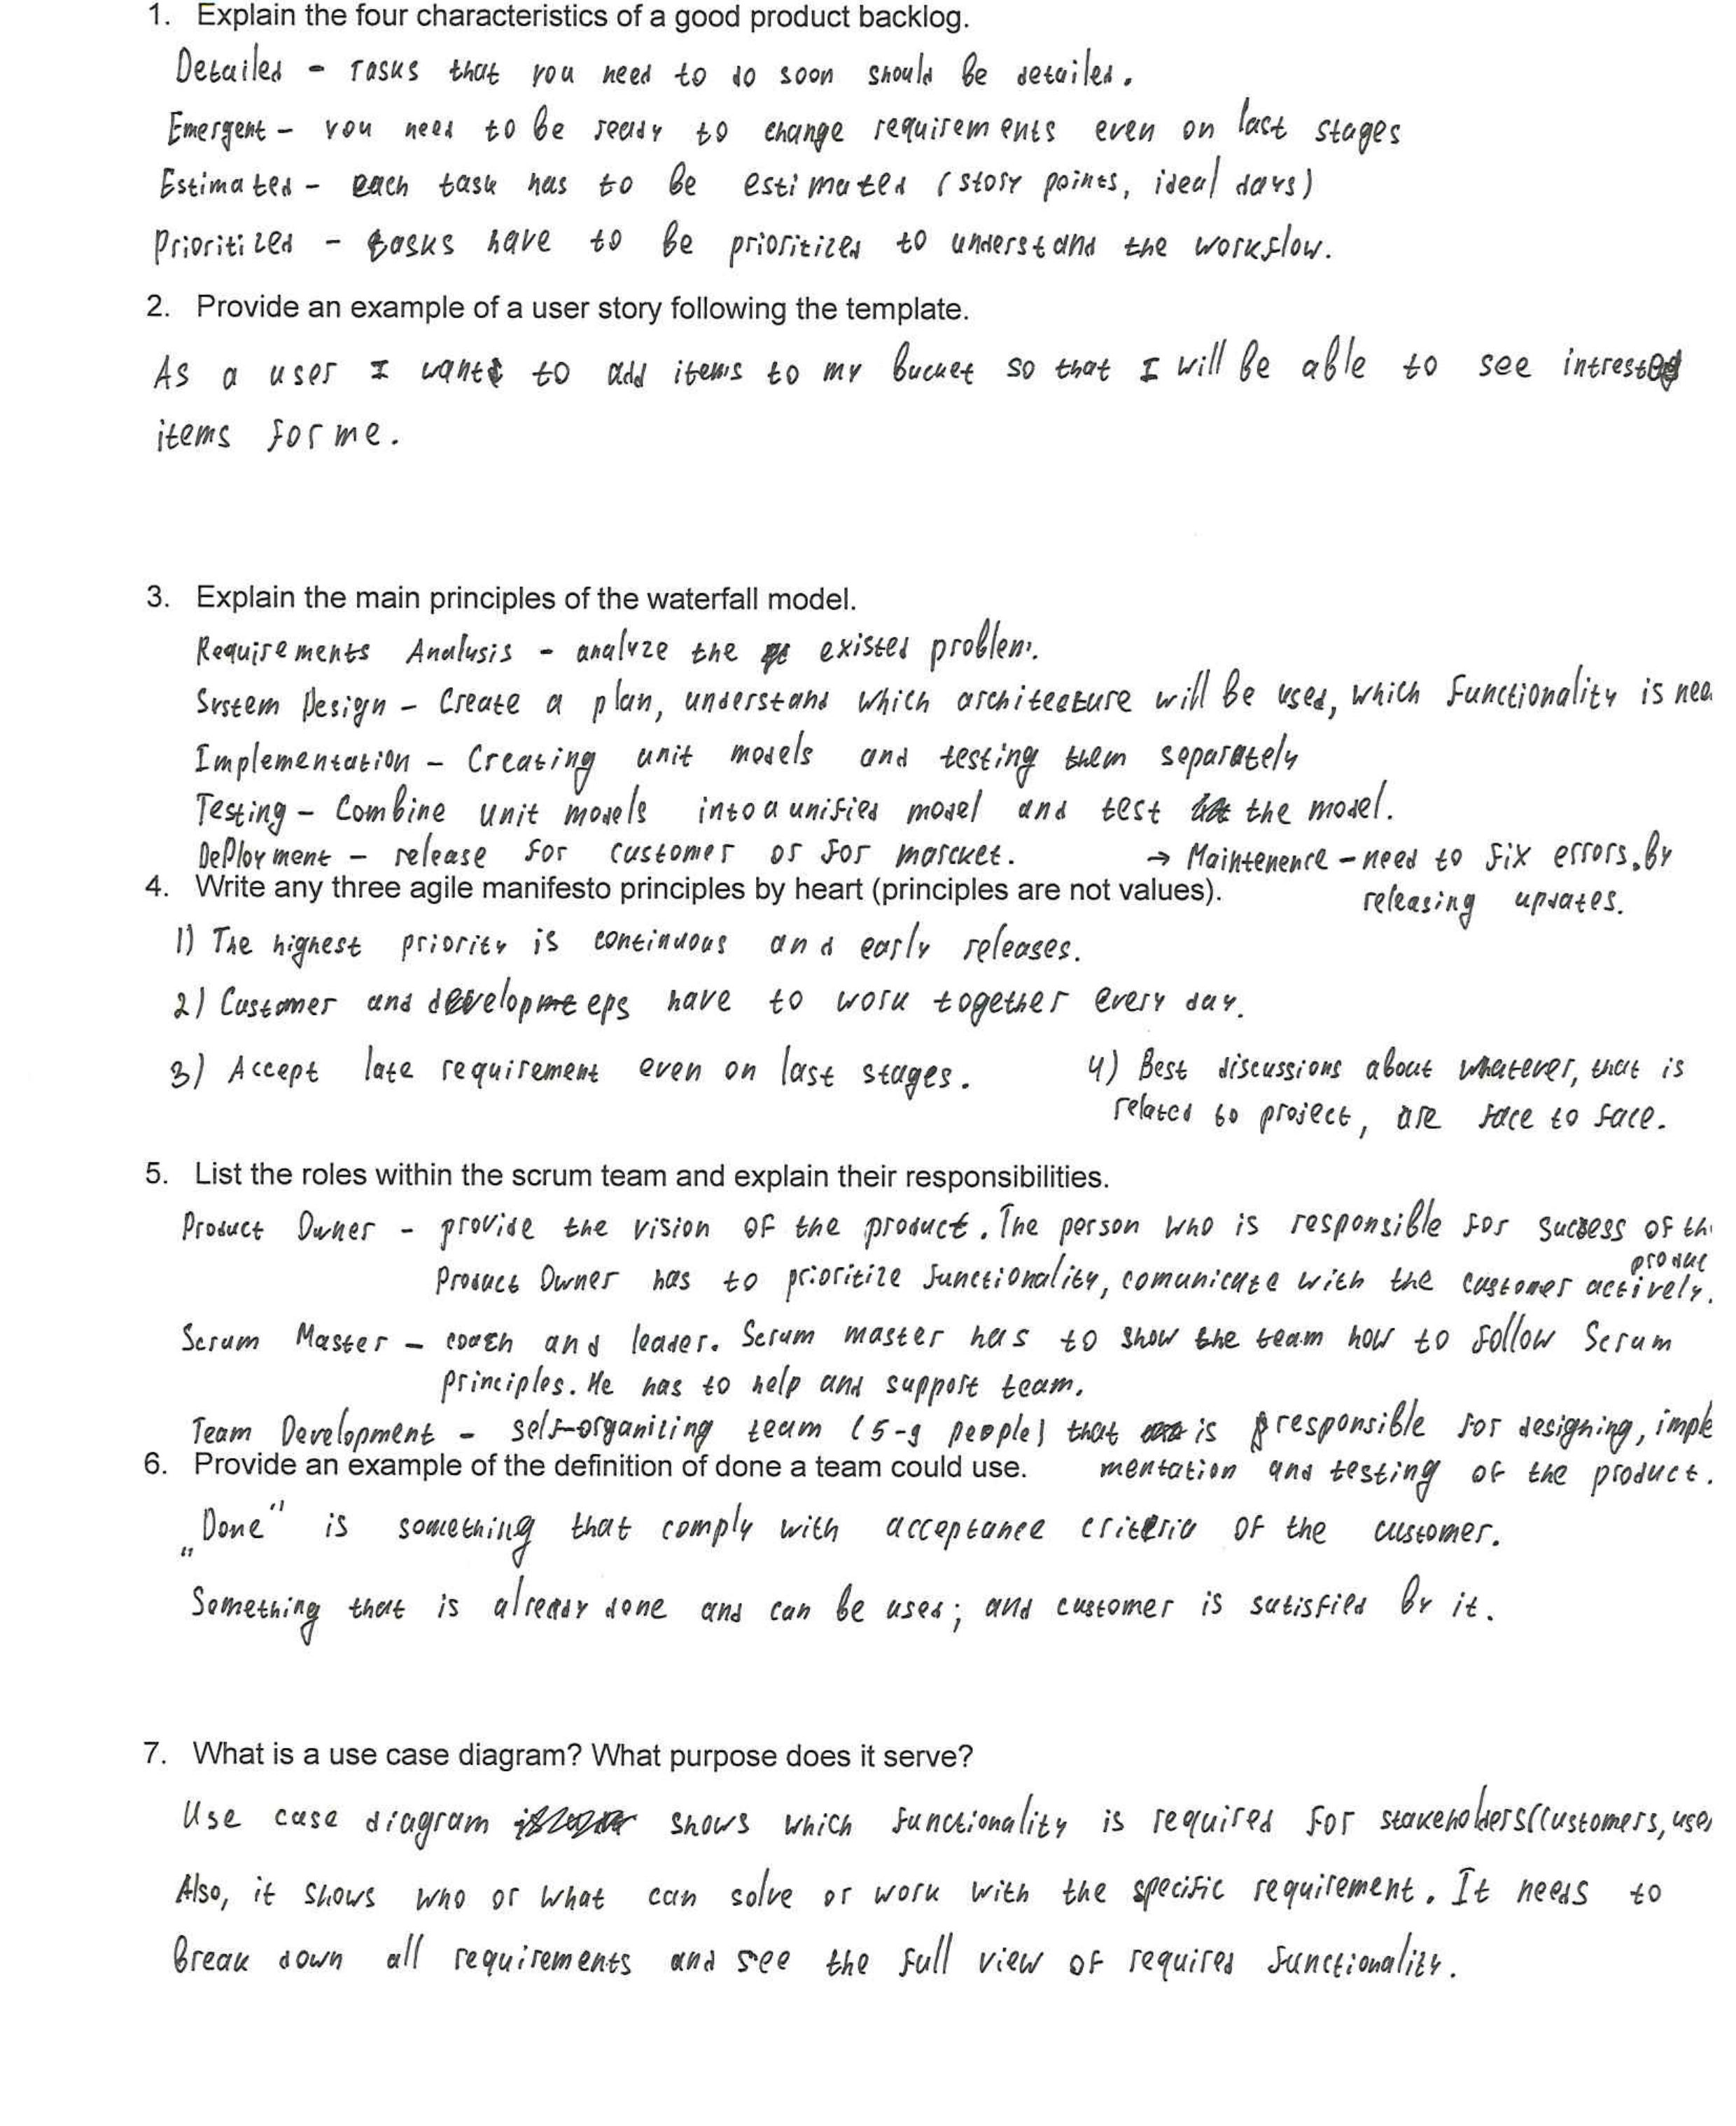 1. Explain the four characteristics of a good product backlog.
Detailed - Tasks that you need to do soon should be detailed.
Emergent - you need to be ready to change requirements even on last stages
Estimated - each task has to be estimated (story points, ideal days)
Prioritized - tasks have to be prioritized to understand the workflow.
2. Provide an example of a user story following the template.
As a user I want to add items to my bucket so that I will be able to see intrested
items for me.
3. Explain the main principles of the waterfall model.
Requirements Analysis - analyze the existed problem.
System Design - Create a plan, understand which architecture will be used, which functionality is nee
Implementation - Creating unit models and testing them separately
Testing - Combine unit models into a unified model and test the model.
Deployment - release for customer or for marcket. → Maintenence - need to fix errors, by
releasing updates.
4. Write any three agile manifesto principles by heart (principles are not values).
1) The highest priority is continuous and early releases.
2) Customer and developeps have to work together every day.
3) Accept late requirement even on last stages.
4) Best discussions about whatever, that is
related to project, are face to face.
5. List the roles within the scrum team and explain their responsibilities.
Product Owner - provide the vision of the product. The person who is responsible for success of th
produc
Product Owner has to prioritize functionality, comunicate with the customer actively.
Scrum Master - coach and leader. Scrum master has to show the team how to follow Scrum
principles. He has to help and support team.
Team Development - self-organizing team (5-9 people) that is responsible for designing, imple
mentation and testing of the product.
6. Provide an example of the definition of done a team could use.
„Done" is something that comply with acceptance criteria of the customer.
Something that is already done and can be used; and customer is satisfied by it.
7. What is a use case diagram? What purpose does it serve?
Use case diagram shows which functionality is required for stakeholders(customers, use
Also, it shows who or what can solve or work with the specific requirement. It needs to
break down all requirements and see the full view of required functionality.